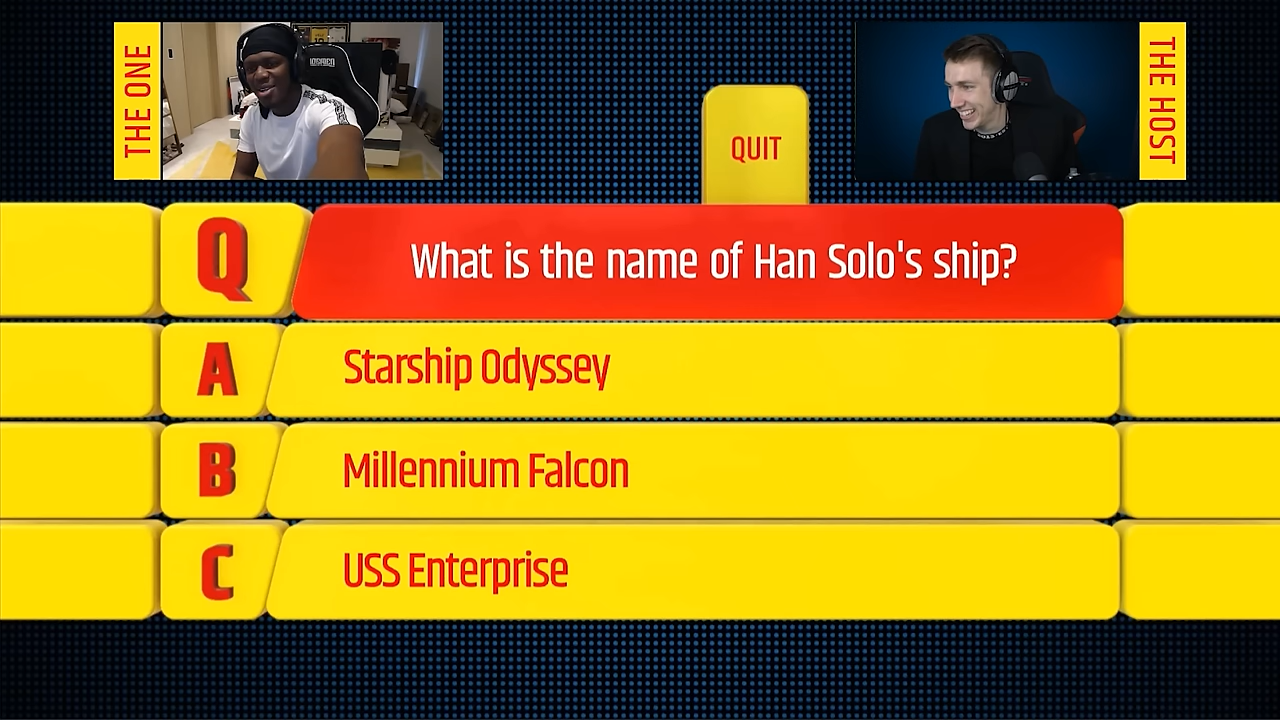 THE ONE
THE HOST
QUIT
Q
What is the name of Han Solo's ship?
A
Starship Odyssey
B
Millennium Falcon
C
USS Enterprise